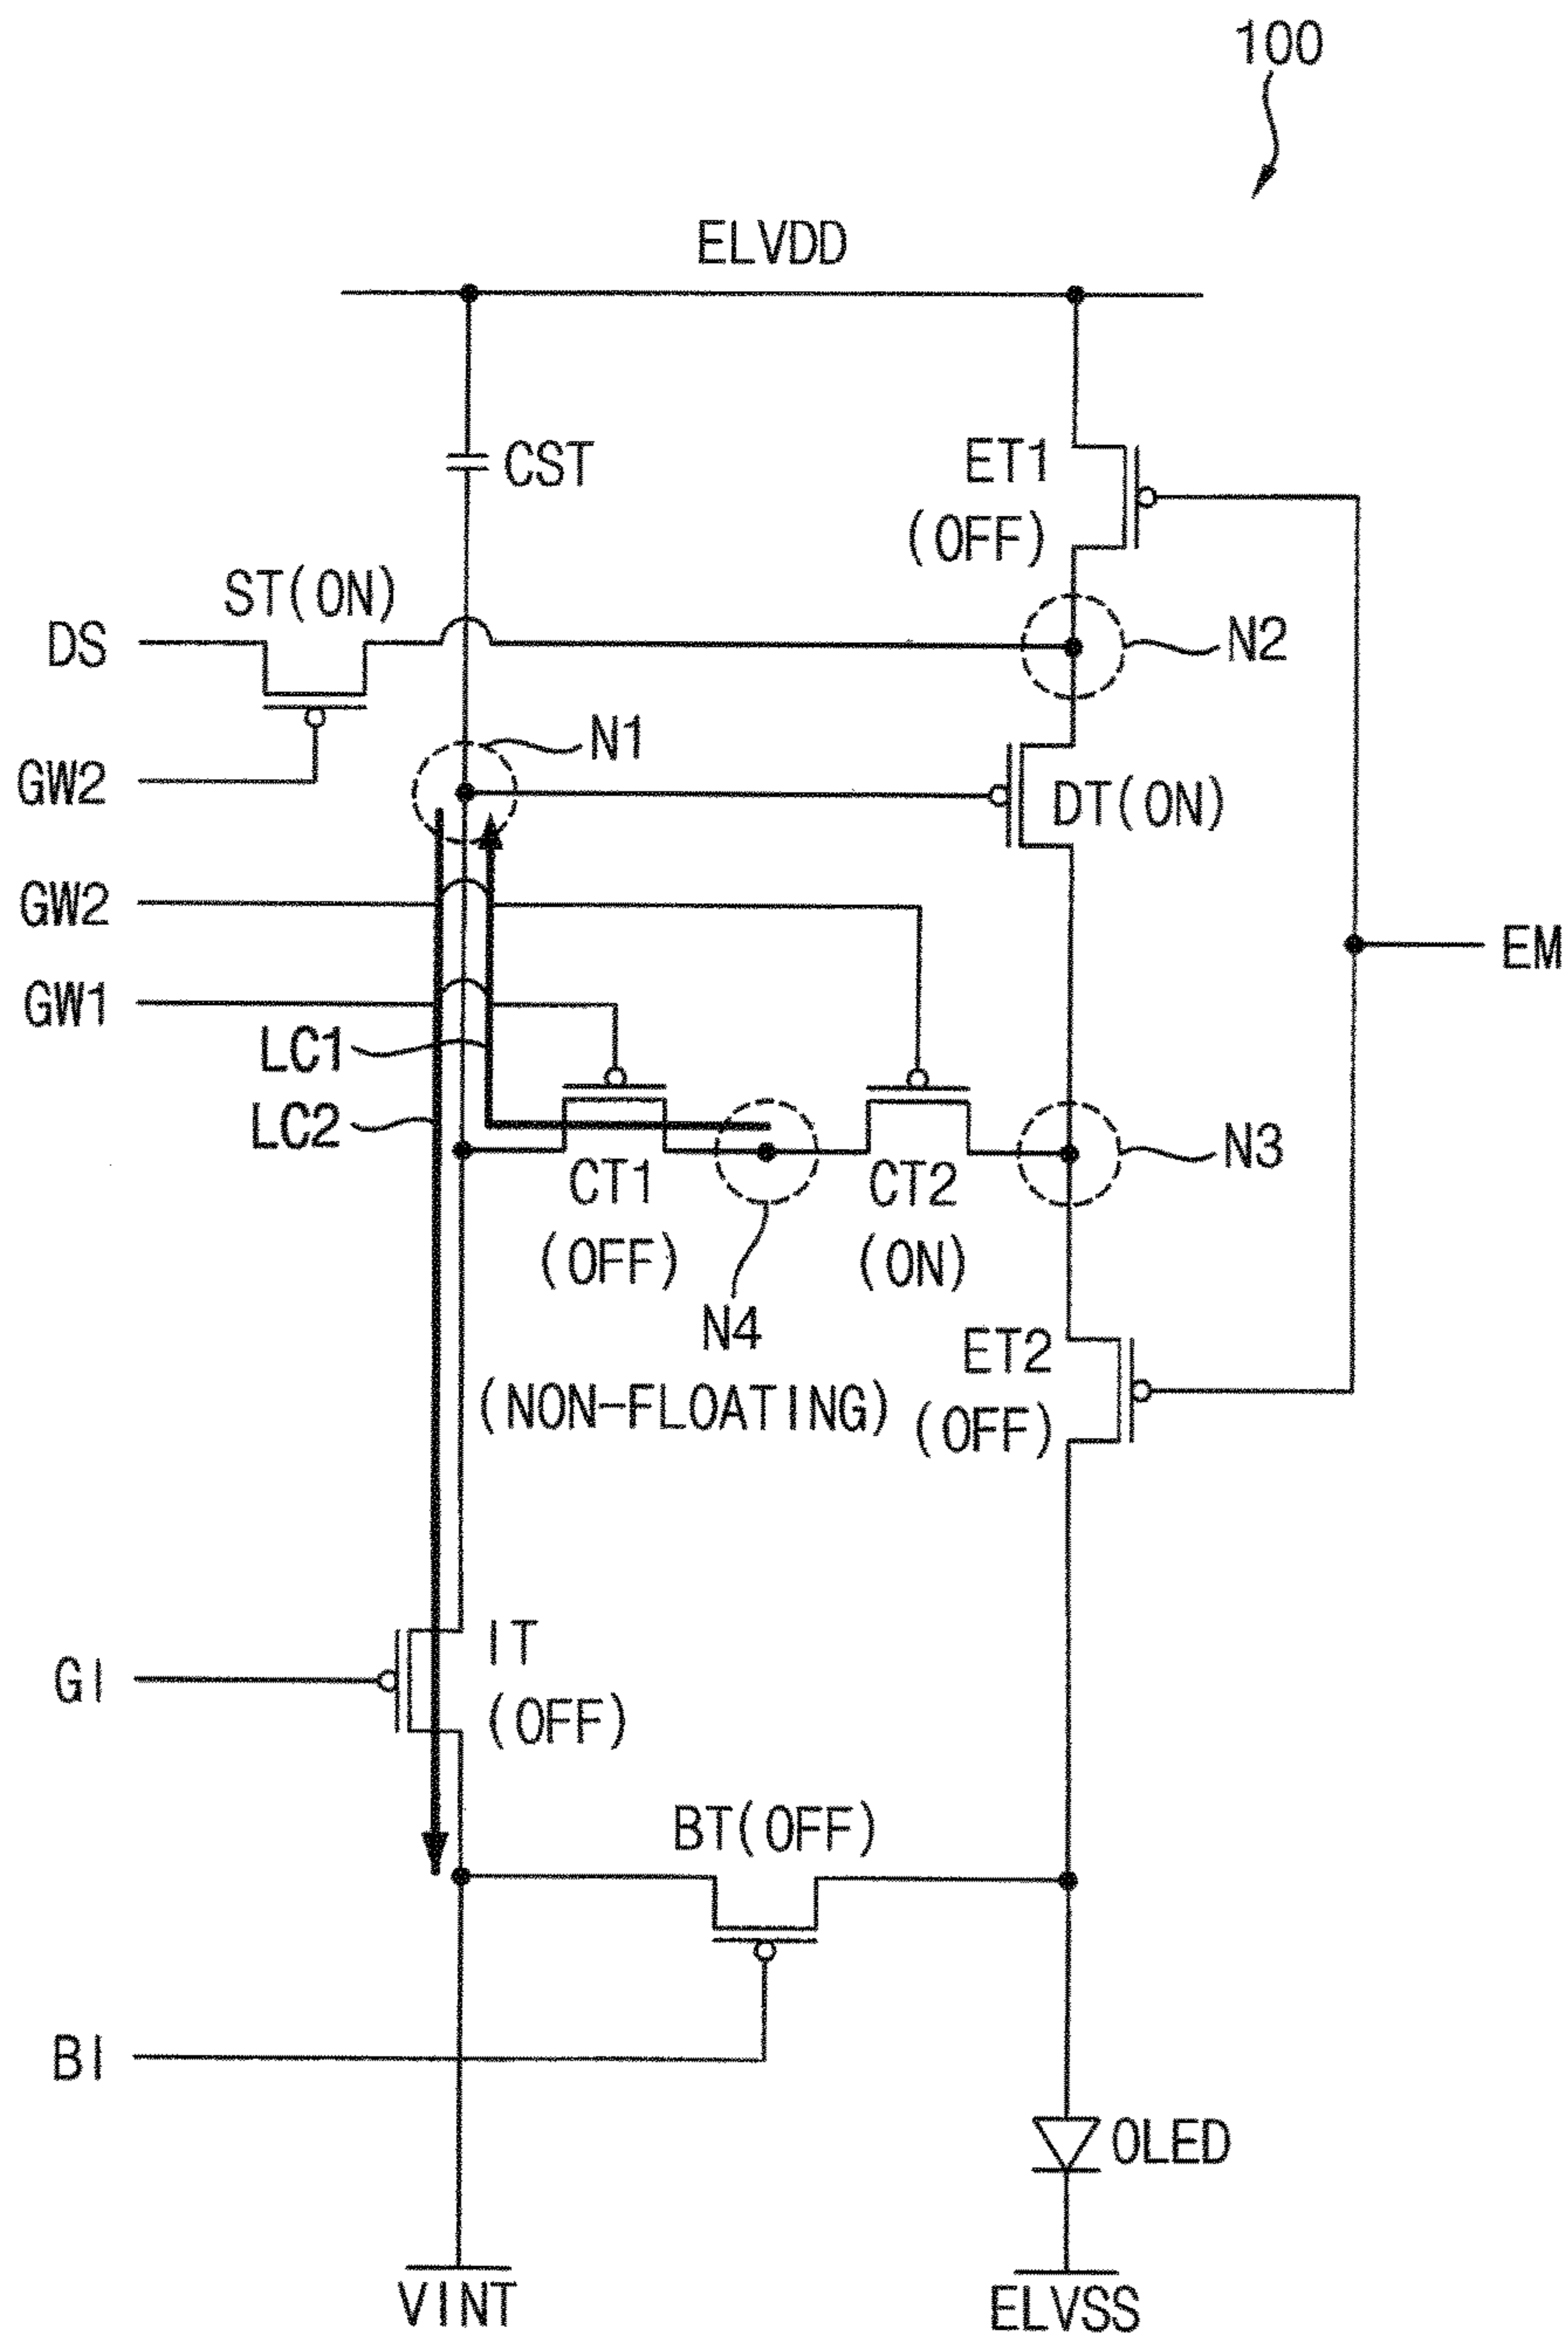 100
ELVDD
CST
ET1
(OFF)
ST(ON)
DS
N2
N1
GW2
DT(ON)
GW2
EM
GW1
LC1
LC2
N3
CT1
(OFF)
CT2
(ON)
N4
(NON-FLOATING)
ET2
(OFF)
IT
(OFF)
GI
BT(OFF)
BI
OLED
VINT
ELVSS